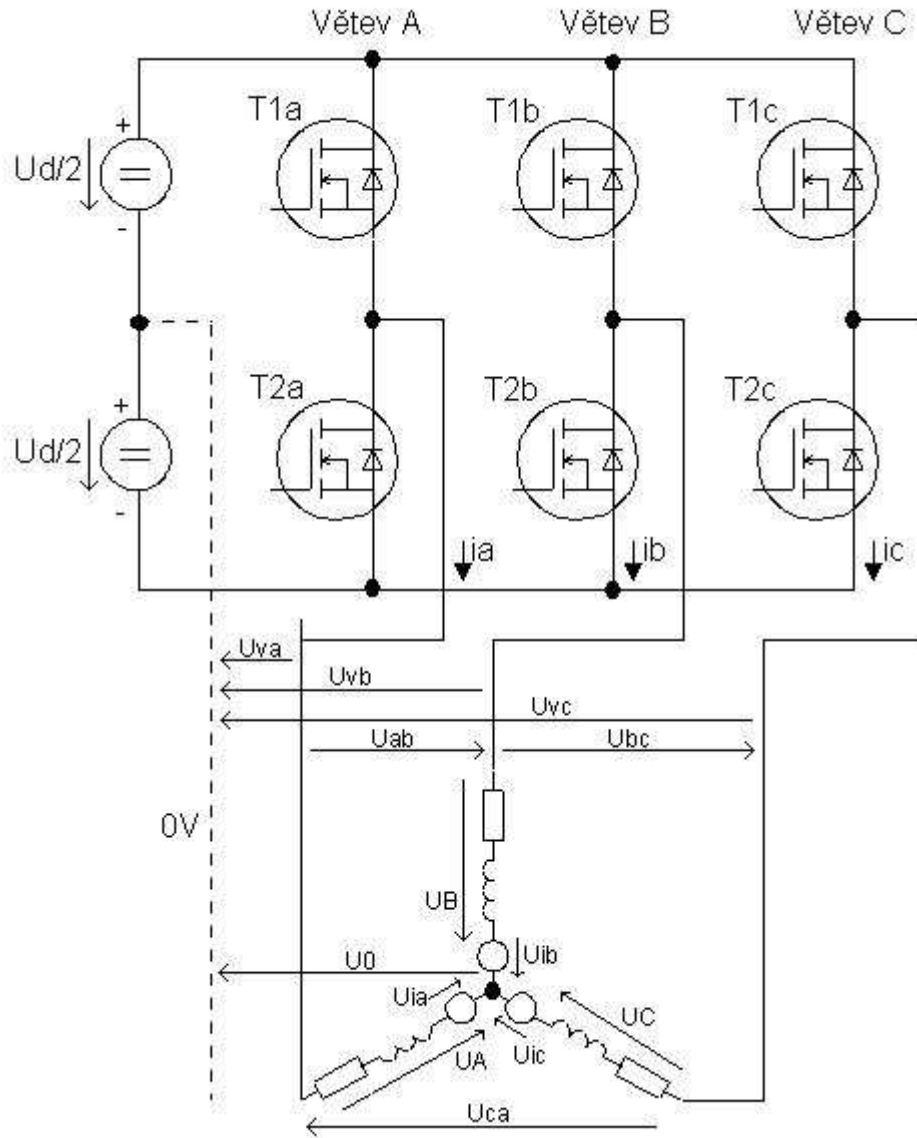 Větev A
Větev B
Větev C
T1a
T1b
T1c
+
Ud/2
-
T2a
T2b
T2c
+
Ud/2
-
ia
ib
ic
Uva
Uvb
Uvc
Uab
Ubc
0V
UB
Uib
U0
Uia
UC
UA
Uic
Uca